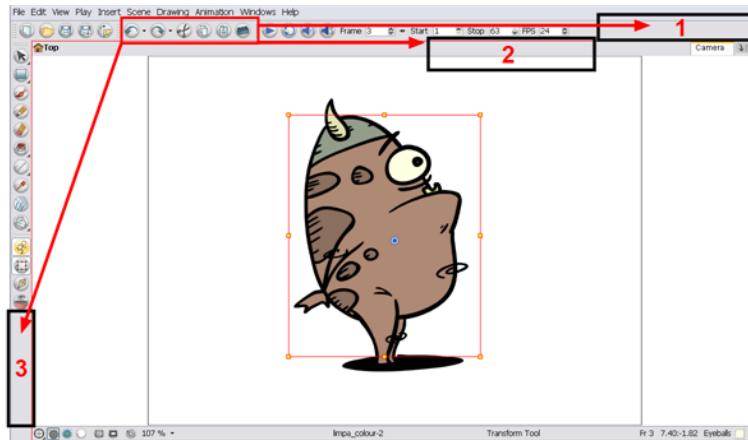 File Edit View Play Insert Scene Drawing Animation Windows Help
Frame 3 Start 1 Stop 63 FPS 24
1
Top
2
Camera
3
107 % limpa_colour-2 Transform Tool Fr 3 7.40:-1.82 Eyeballs